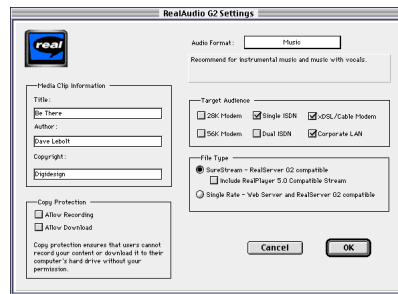 RealAudio G2 Settings
real
Audio Format: Music
Recommend for instrumental music and music with vocals.
Media Clip Information
Title:
Be There
Author:
Dave Lebolt
Copyright:
Digidesign
Target Audience
28K Modem Single ISDN xDSL/Cable Modem
56K Modem Dual ISDN Corporate LAN
File Type
SureStream - RealServer G2 compatible
Include RealPlayer 5.0 Compatible Stream
Single Rate - Web Server and RealServer G2 compatible
Copy Protection
Allow Recording
Allow Download
Copy protection ensures that users cannot
record your content or download it to their
computer's hard drive without your
permission.
Cancel OK